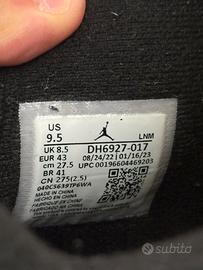 US
9.5
LNM
UK 8.5
DH6927-017
EUR 43
08/24/22 | 01/16/23
cm 27.5
UPC 00196604469203
BR 41
CN 275(2.5)
040C5639TP6WA
MADE IN CHINA
FABRIQUÉ EN CHINE
HECHO EN CHINA
subito